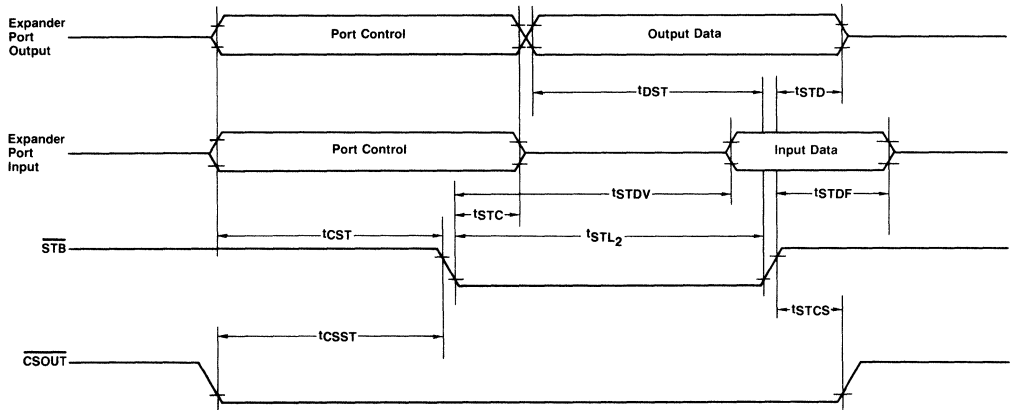 Expander
Port
Output
Port Control
Output Data
tDST
tSTD
Expander
Port
Input
Port Control
Input Data
tSTDV
tSTDF
tSTC
tCST
tSTL2
STB
tSTCS
tCSST
CSOUT